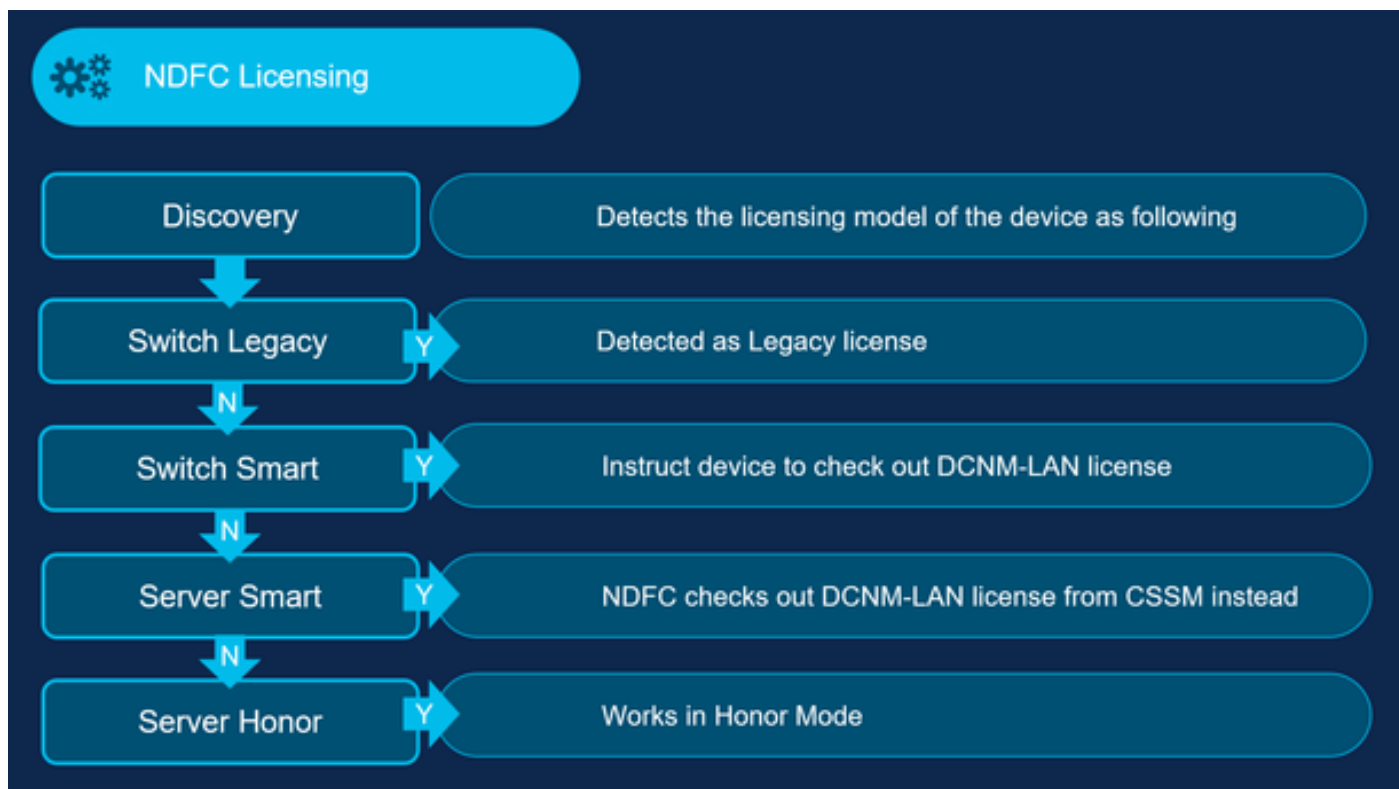 NDFC Licensing
Discovery
Detects the licensing model of the device as following
Switch Legacy
Y
Detected as Legacy license
N
Switch Smart
Y
Instruct device to check out DCNM-LAN license
N
Server Smart
Y
NDFC checks out DCNM-LAN license from CSSM instead
N
Server Honor
Y
Works in Honor Mode